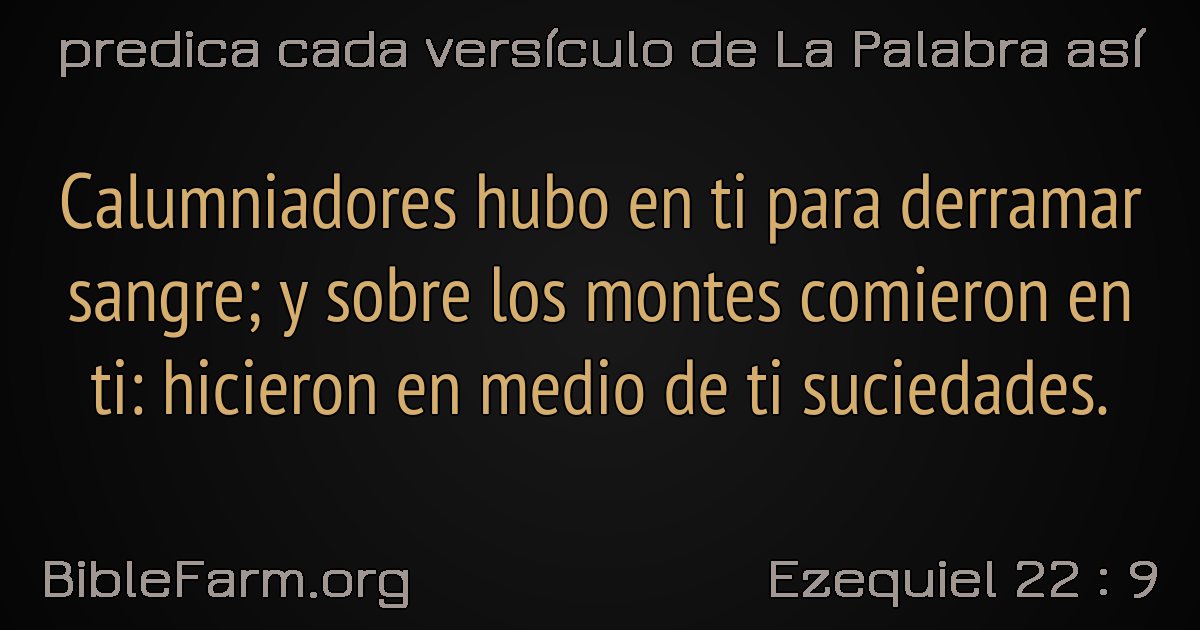 predica cada versículo de La Palabra así
Calumniadores hubo en ti para derramar
sangre; y sobre los montes comieron en
ti: hicieron en medio de ti suciedades.
BibleFarm.org
Ezequiel 22 : 9